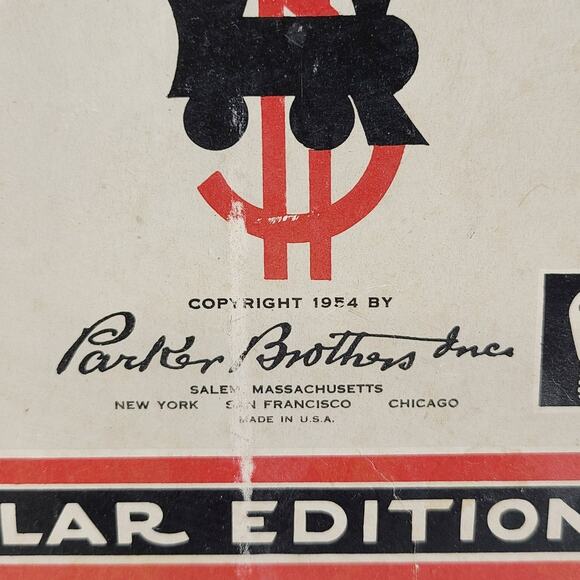 COPYRIGHT 1954 BY
Parker Brothers Inc.
SALEM, MASSACHUSETTS
NEW YORK SAN FRANCISCO CHICAGO
MADE IN U.S.A.
LAR EDITION